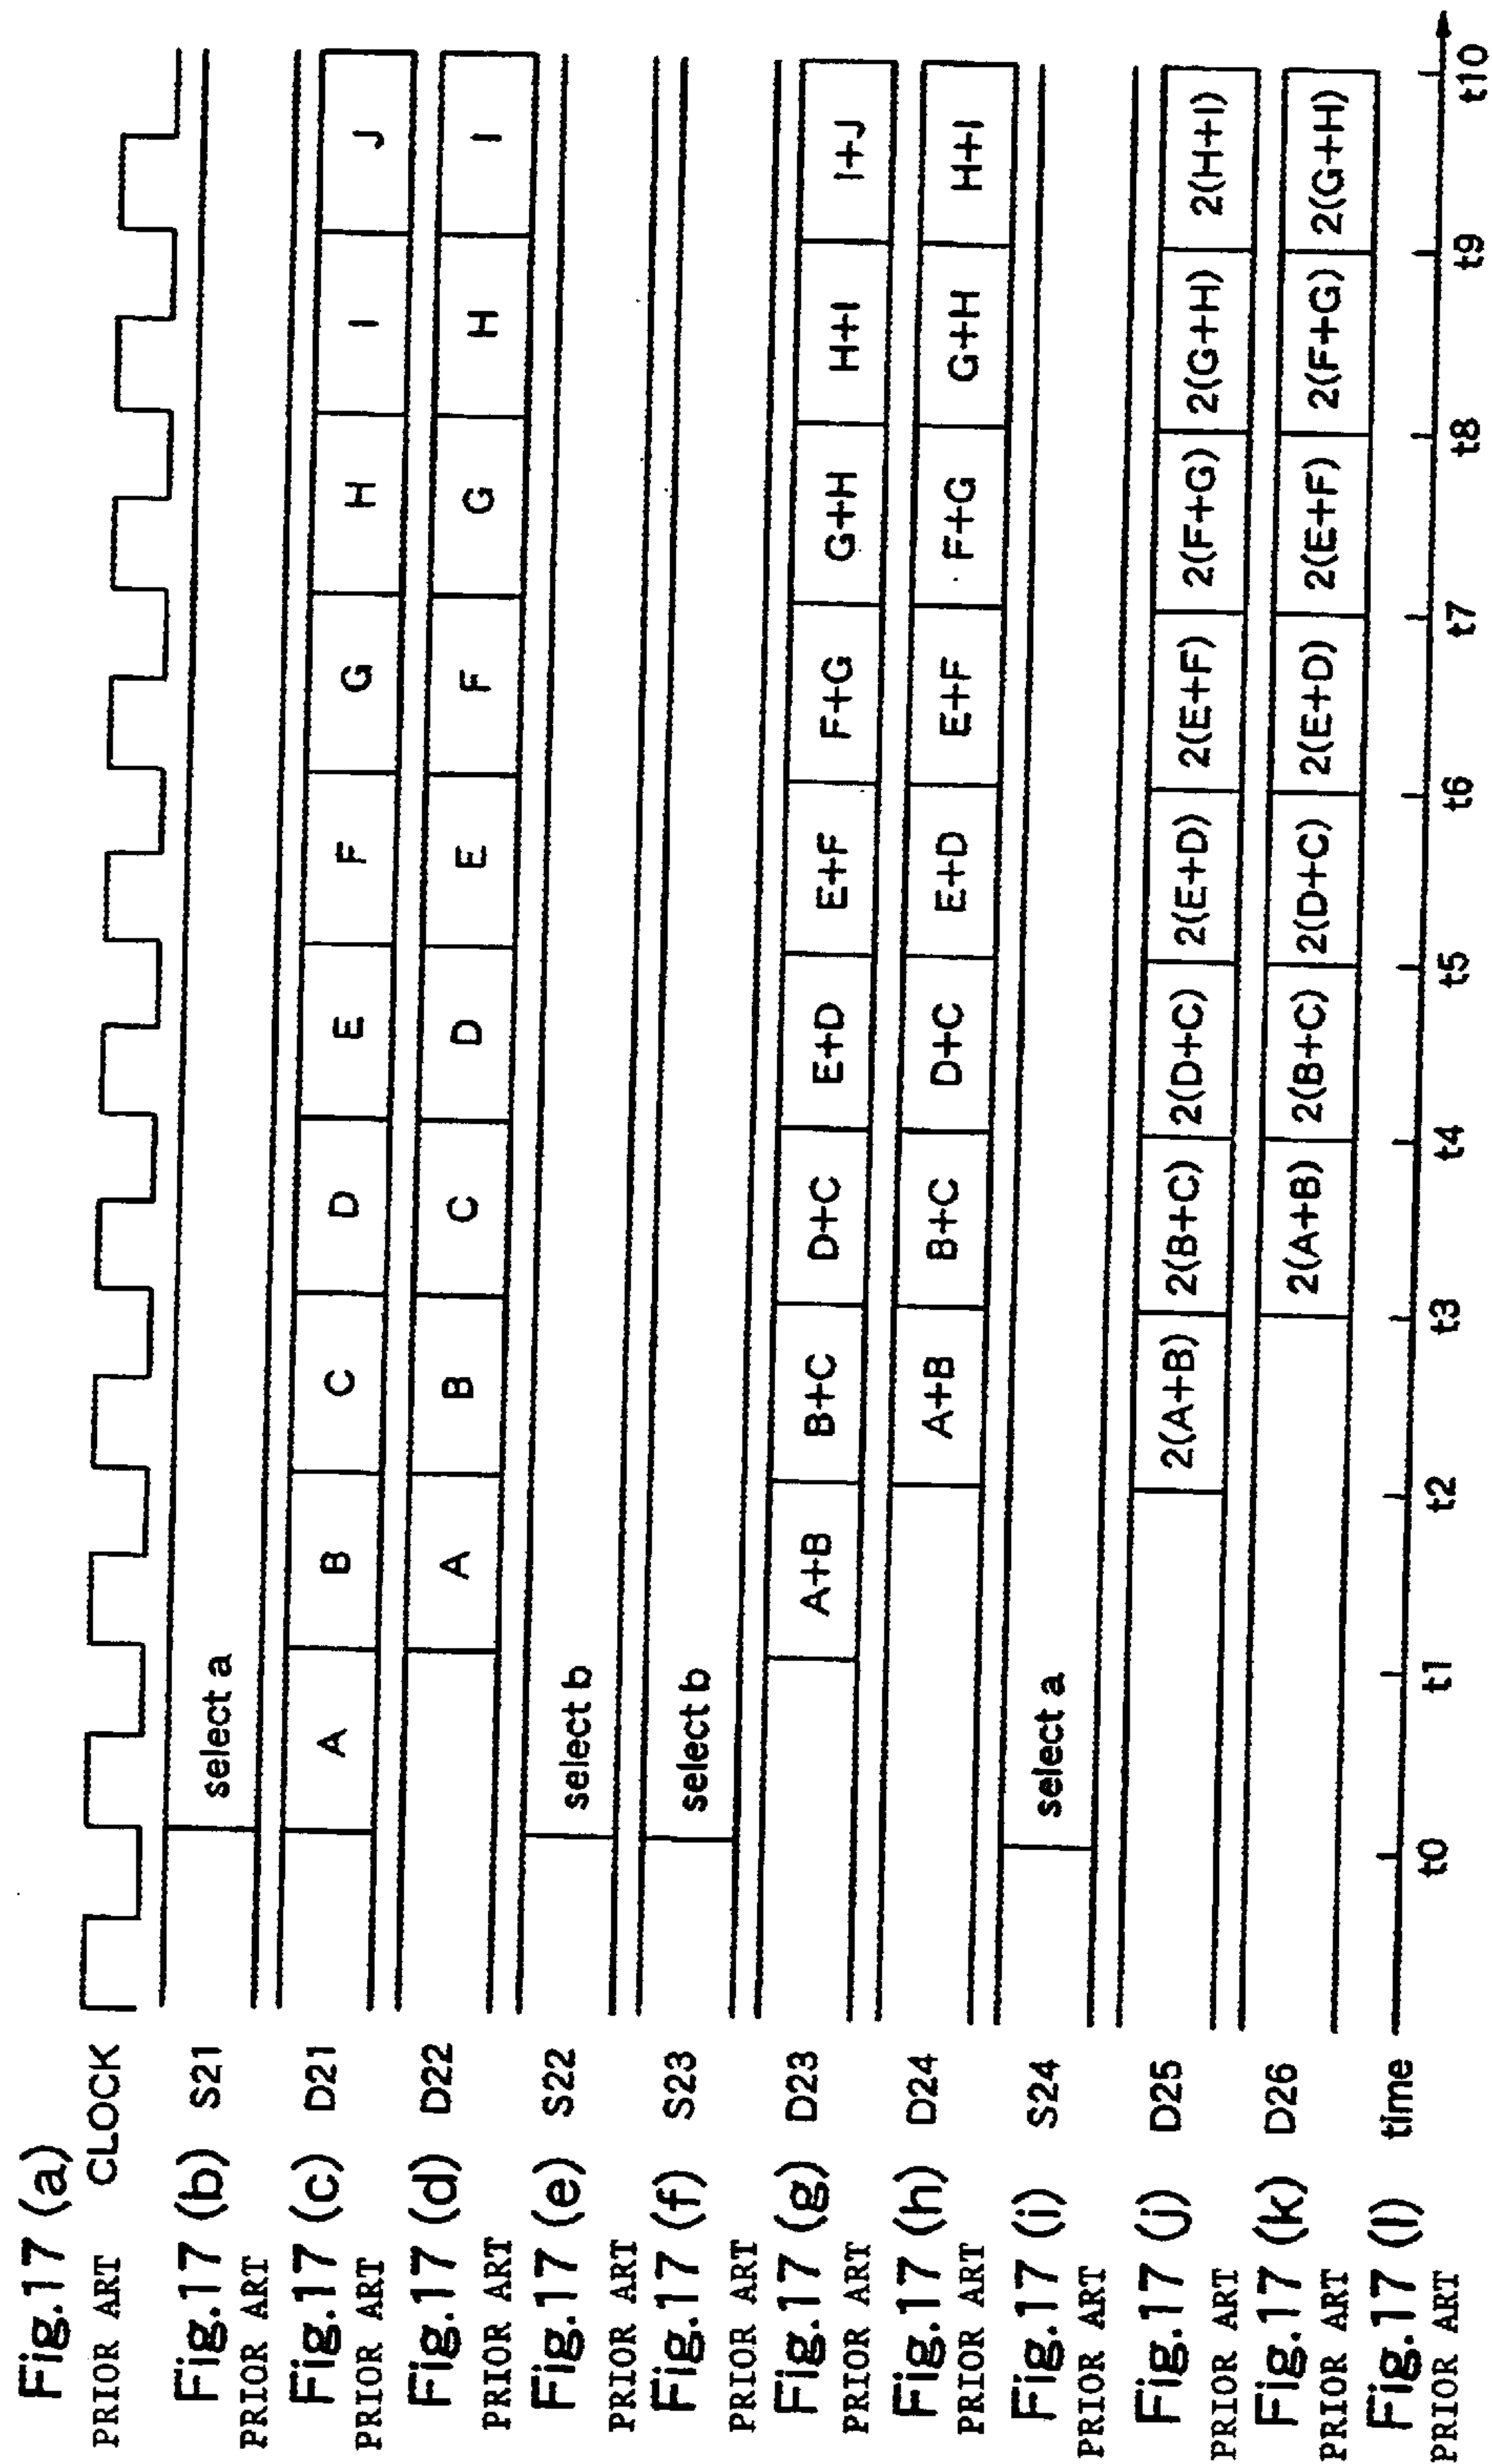 Fig.17 (a)
PRIOR ART CLOCK
Fig.17 (b) S21 select a
PRIOR ART
Fig.17 (c) D21 A B C D E F G H I J
PRIOR ART
Fig.17 (d) D22 A B C D E F G H I
PRIOR ART
Fig.17 (e) S22 select b
PRIOR ART
Fig.17 (f) S23 select b
PRIOR ART
Fig.17 (g) D23 A+B B+C D+C E+D E+F F+G G+H H+I I+J
PRIOR ART
Fig.17 (h) D24 A+B B+C D+C E+D E+F F+G G+H H+I
PRIOR ART
Fig.17 (i) S24 select a
PRIOR ART
Fig.17 (j) D25 2(A+B) 2(B+C) 2(D+C) 2(E+D) 2(E+F) 2(F+G) 2(G+H) 2(H+I)
PRIOR ART
Fig.17 (k) D26 2(A+B) 2(B+C) 2(D+C) 2(E+D) 2(E+F) 2(F+G) 2(G+H)
PRIOR ART
Fig.17 (l) time
PRIOR ART t0 t1 t2 t3 t4 t5 t6 t7 t8 t9 t10